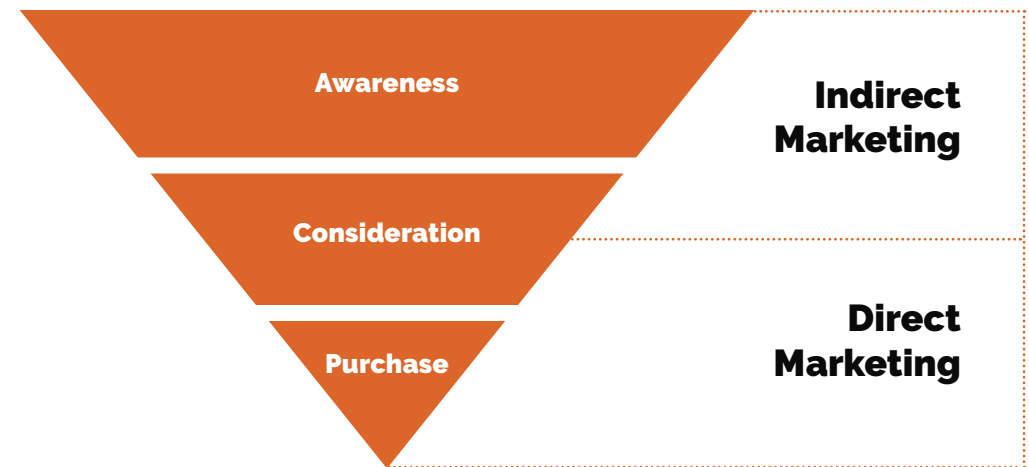 Awareness
Indirect
Marketing
Consideration
Direct
Marketing
Purchase